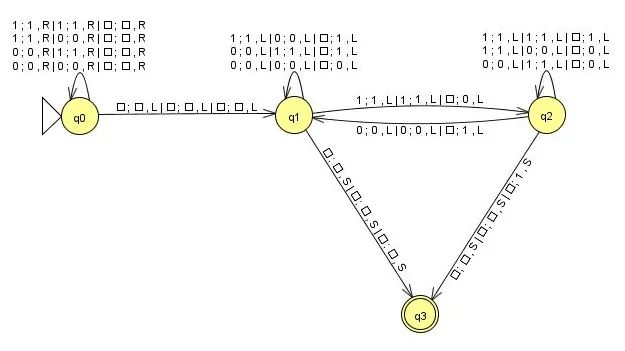 1;1,R|1;1,R|□;□,R
1;1,R|0;0,R|□;□,R
0;0,R|1;1,R|□;□,R
0;0,R|0;0,R|□;□,R
1;1,L|0;0,L|□;1,L
0;0,L|1;1,L|□;1,L
0;0,L|0;0,L|□;0,L
1;1,L|1;1,L|□;1,L
1;1,L|0;0,L|□;0,L
0;0,L|1;1,L|□;0,L
□;□,L|□;□,L|□;□,L
1;1,L|1;1,L|□;0,L
0;0,L|0;0,L|□;1,L
q0
q1
q2
□;□,S|□;□,S|□;□,S
□;□,S|□;□,S|□;1,S
q3